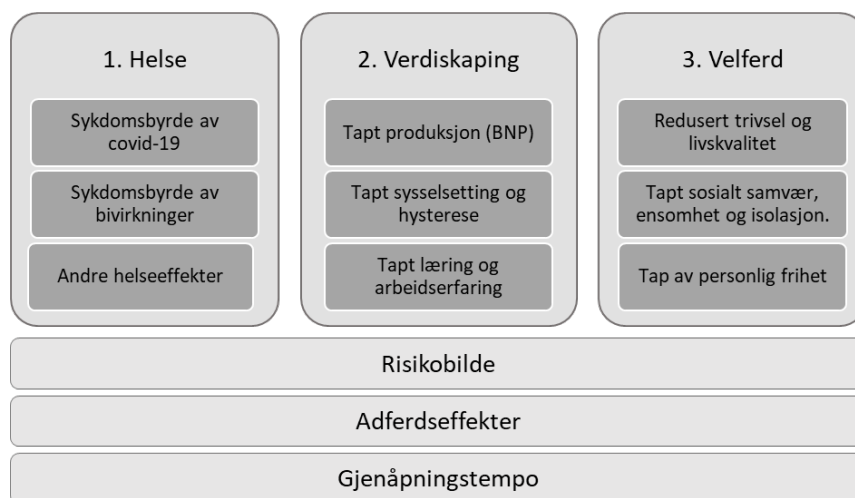 1. Helse
Sykdomsbyrde av
covid-19
Sykdomsbyrde av
bivirkninger
Andre helseeffekter
2. Verdiskaping
Tapt produksjon (BNP)
Tapt sysselsetting og
hysterese
Tapt læring og
arbeidserfaring
3. Velferd
Redusert trivsel og
livskvalitet
Tapt sosialt samvær,
ensomhet og isolasjon.
Tap av personlig frihet
Risikobilde
Adferdseffekter
Gjenåpningstempo